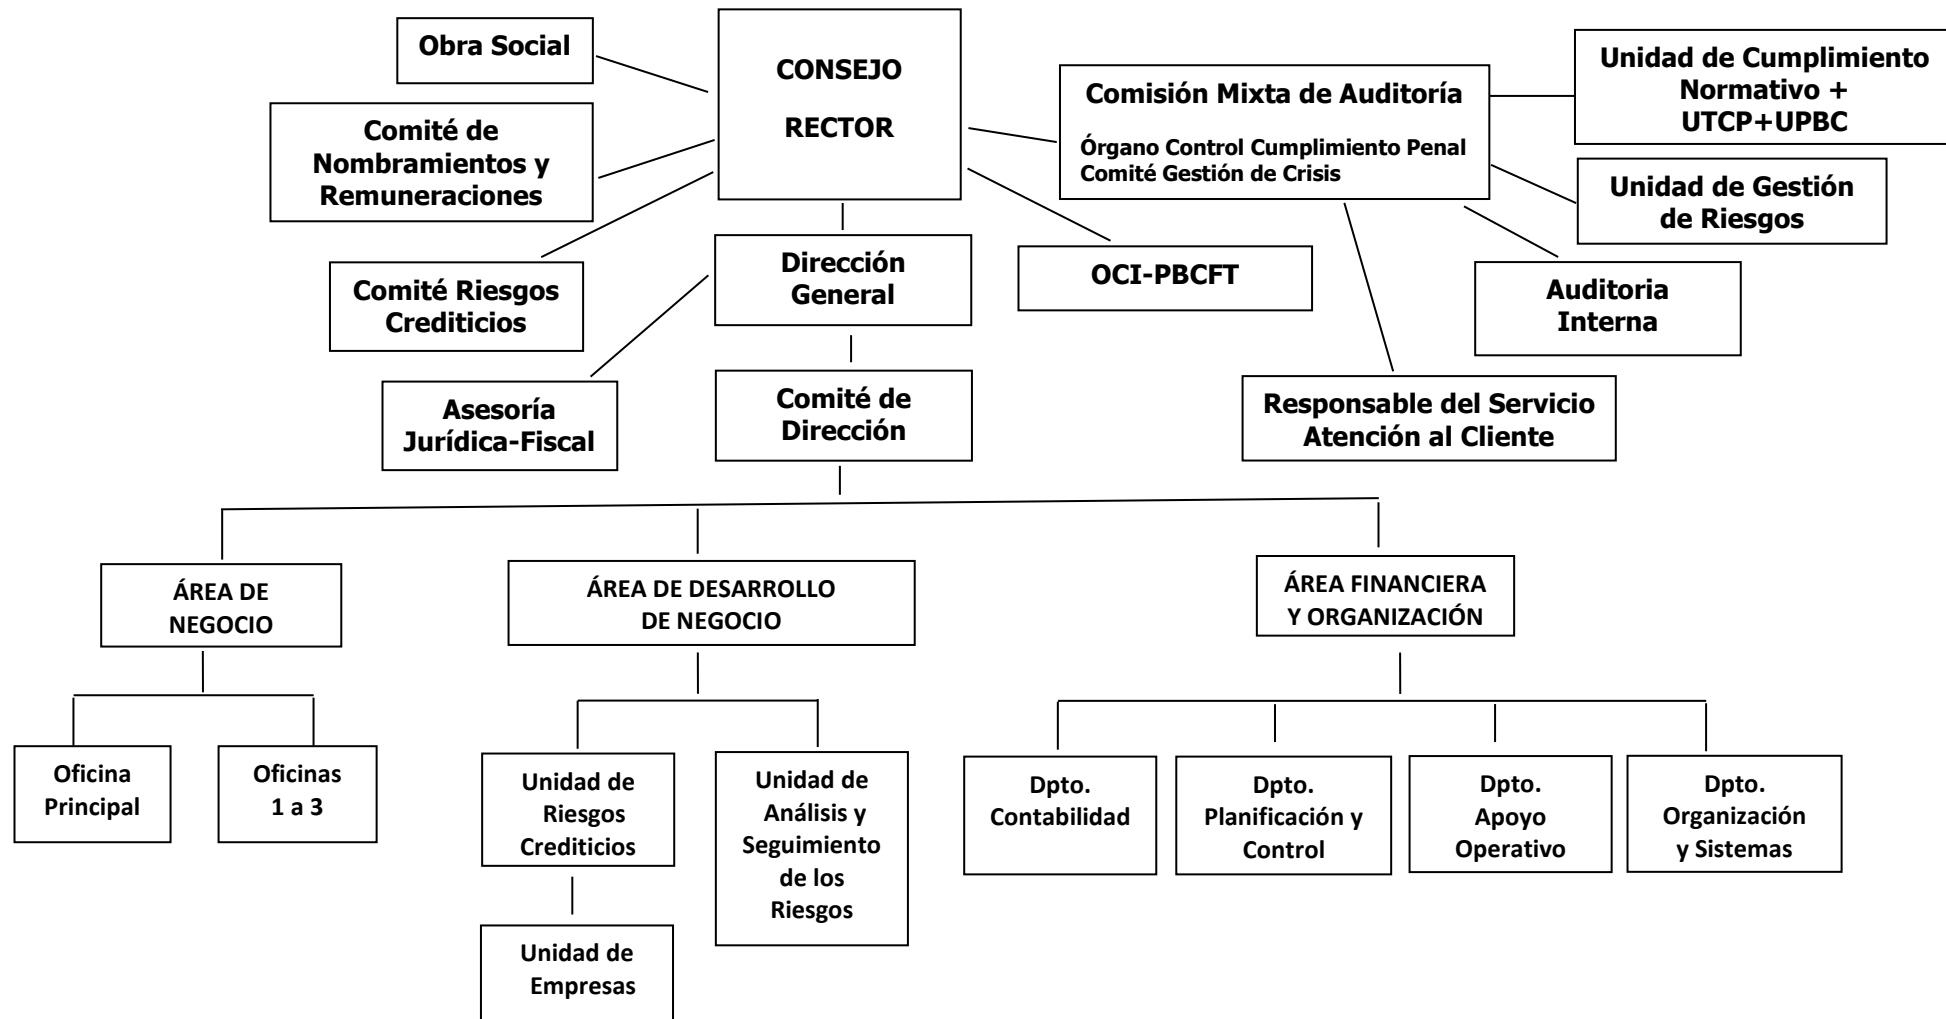 Obra Social
CONSEJO
RECTOR
Unidad de Cumplimiento
Normativo +
UTCP+UPBC
Comisión Mixta de Auditoría
Órgano Control Cumplimiento Penal
Comité Gestión de Crisis
Comité de
Nombramientos y
Remuneraciones
Unidad de Gestión
de Riesgos
Dirección
General
OCI-PBCFT
Comité Riesgos
Crediticios
Auditoria
Interna
Asesoría
Jurídica-Fiscal
Comité de
Dirección
Responsable del Servicio
Atención al Cliente
ÁREA DE
NEGOCIO
ÁREA DE DESARROLLO
DE NEGOCIO
ÁREA FINANCIERA
Y ORGANIZACIÓN
Oficina
Principal
Oficinas
1 a 3
Unidad de
Riesgos
Crediticios
Unidad de
Análisis y
Seguimiento
de los
Riesgos
Dpto.
Contabilidad
Dpto.
Planificación y
Control
Dpto.
Apoyo
Operativo
Dpto.
Organización
y Sistemas
Unidad de
Empresas